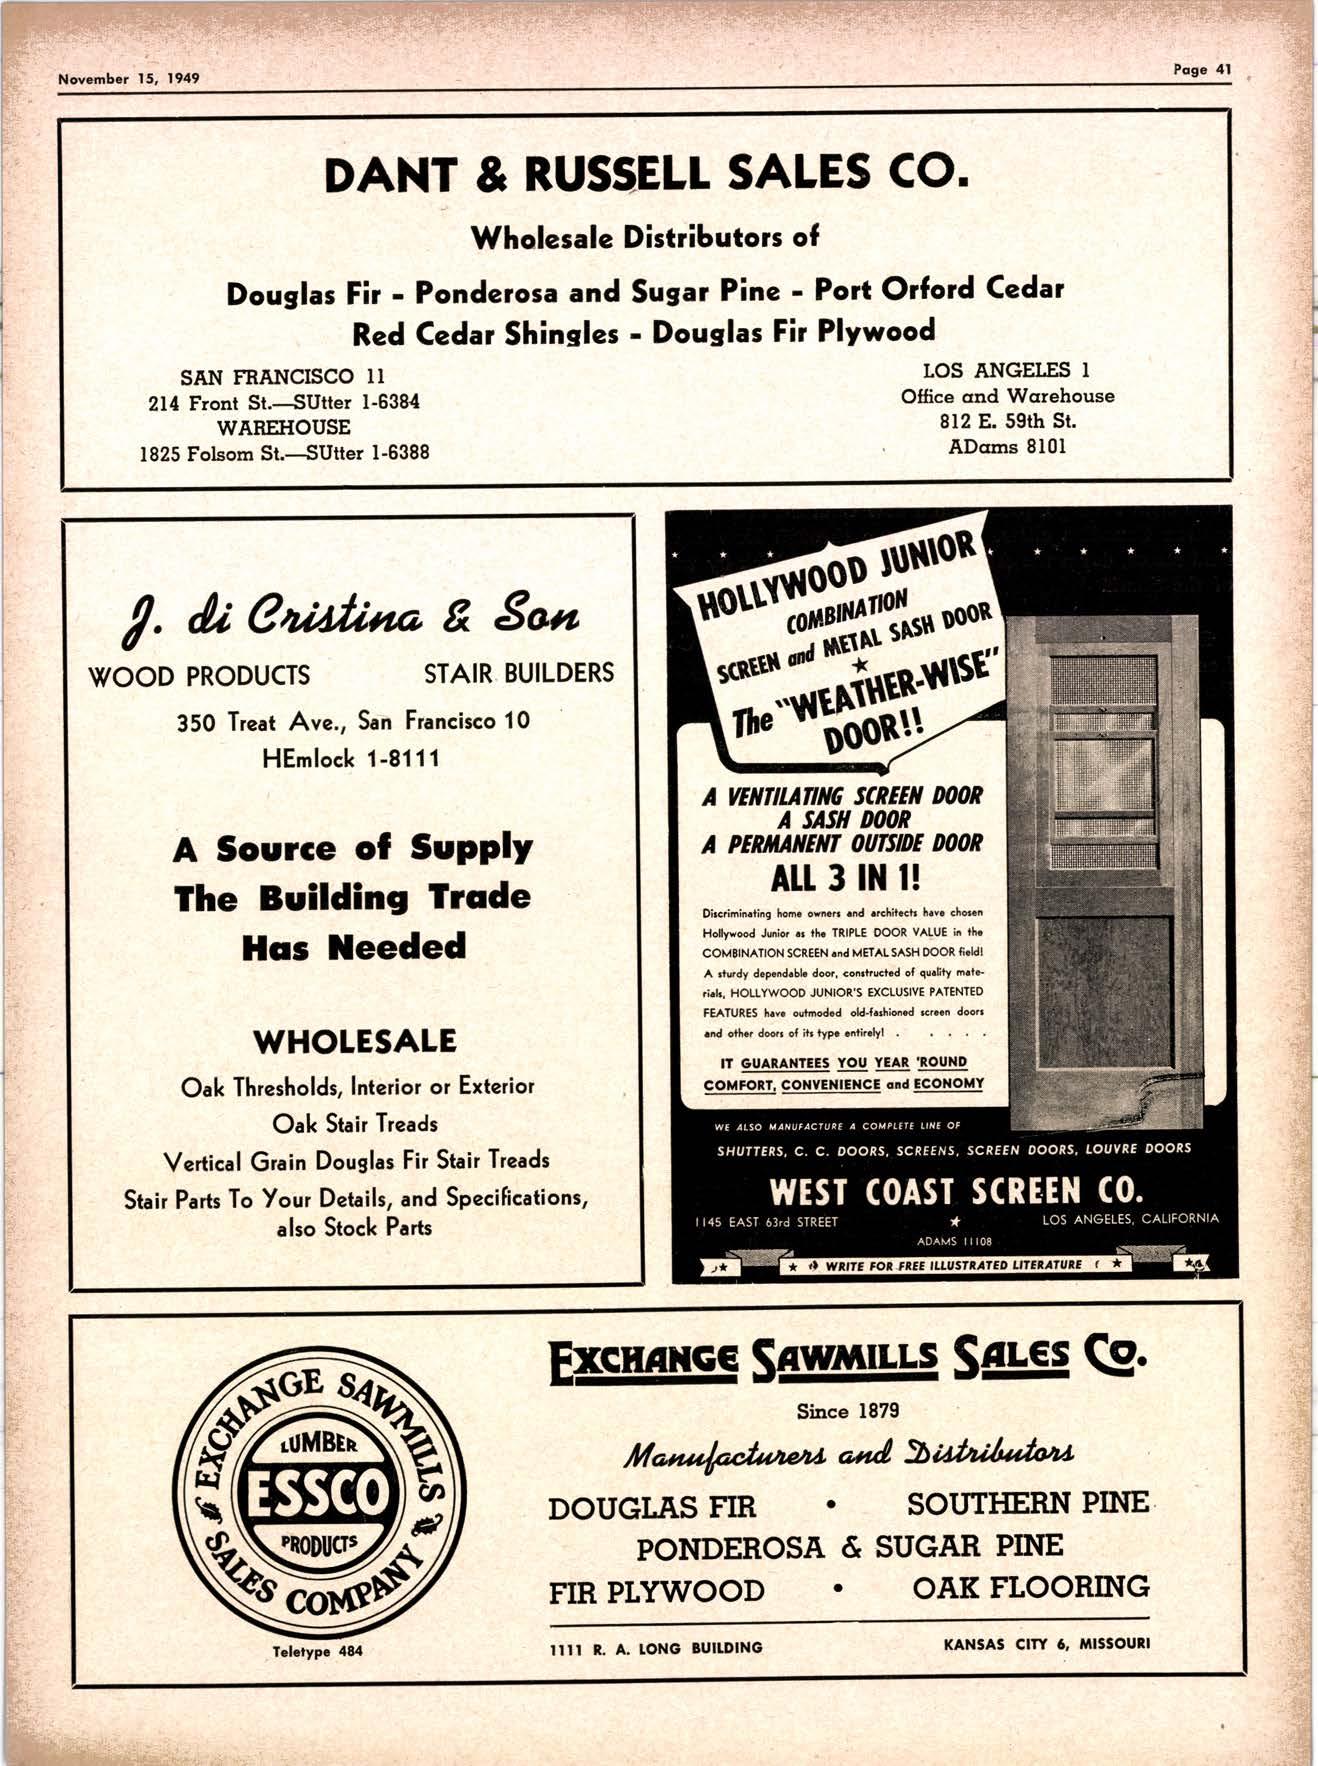 November 15, 1949
Page 41
DANT & RUSSELL SALES CO.
Wholesale Distributors of
Douglas Fir - Ponderosa and Sugar Pine - Port Orford Cedar
Red Cedar Shingles - Douglas Fir Plywood
SAN FRANCISCO 11
214 Front St.—SUtter 1-6384
WAREHOUSE
1825 Folsom St.—SUtter 1-6388
LOS ANGELES 1
Office and Warehouse
812 E. 59th St.
ADams 8101
J. di Cristina & Son
WOOD PRODUCTS STAIR BUILDERS
350 Treat Ave., San Francisco 10
HEmlock 1-8111
A Source of Supply
The Building Trade
Has Needed
WHOLESALE
Oak Thresholds, Interior or Exterior
Oak Stair Treads
Vertical Grain Douglas Fir Stair Treads
Stair Parts To Your Details, and Specifications,
also Stock Parts
HOLLYWOOD JUNIOR
COMBINATION
SCREEN and METAL SASH DOOR
★
The "WEATHER-WISE"
DOOR!!
A VENTILATING SCREEN DOOR
A SASH DOOR
A PERMANENT OUTSIDE DOOR
ALL 3 IN 1!
Discriminating home owners and architects have chosen
Hollywood Junior as the TRIPLE DOOR VALUE in the
COMBINATION SCREEN and METAL SASH DOOR field!
A sturdy dependable door, constructed of quality mate-
rials, HOLLYWOOD JUNIOR'S EXCLUSIVE PATENTED
FEATURES have outmoded old-fashioned screen doors
and other doors of its type entirely! . . . . .
IT GUARANTEES YOU YEAR 'ROUND
COMFORT, CONVENIENCE and ECONOMY
WE ALSO MANUFACTURE A COMPLETE LINE OF
SHUTTERS, C. C. DOORS, SCREENS, SCREEN DOORS, LOUVRE DOORS
WEST COAST SCREEN CO.
1145 EAST 63rd STREET ★ LOS ANGELES, CALIFORNIA
ADAMS 11108
WRITE FOR FREE ILLUSTRATED LITERATURE
EXCHANGE SAWMILLS
LUMBER
ESSCO
PRODUCTS
SALES COMPANY
Teletype 484
EXCHANGE SAWMILLS SALES CO.
Since 1879
Manufacturers and Distributors
DOUGLAS FIR • SOUTHERN PINE
PONDEROSA & SUGAR PINE
FIR PLYWOOD • OAK FLOORING
1111 R. A. LONG BUILDING KANSAS CITY 6, MISSOURI